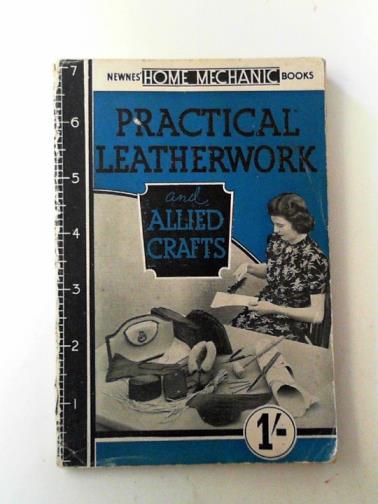 NEWNES' HOME MECHANIC BOOKS
PRACTICAL
LEATHERWORK
and
ALLIED
CRAFTS
7
6
5
4
3
2
1
1/-